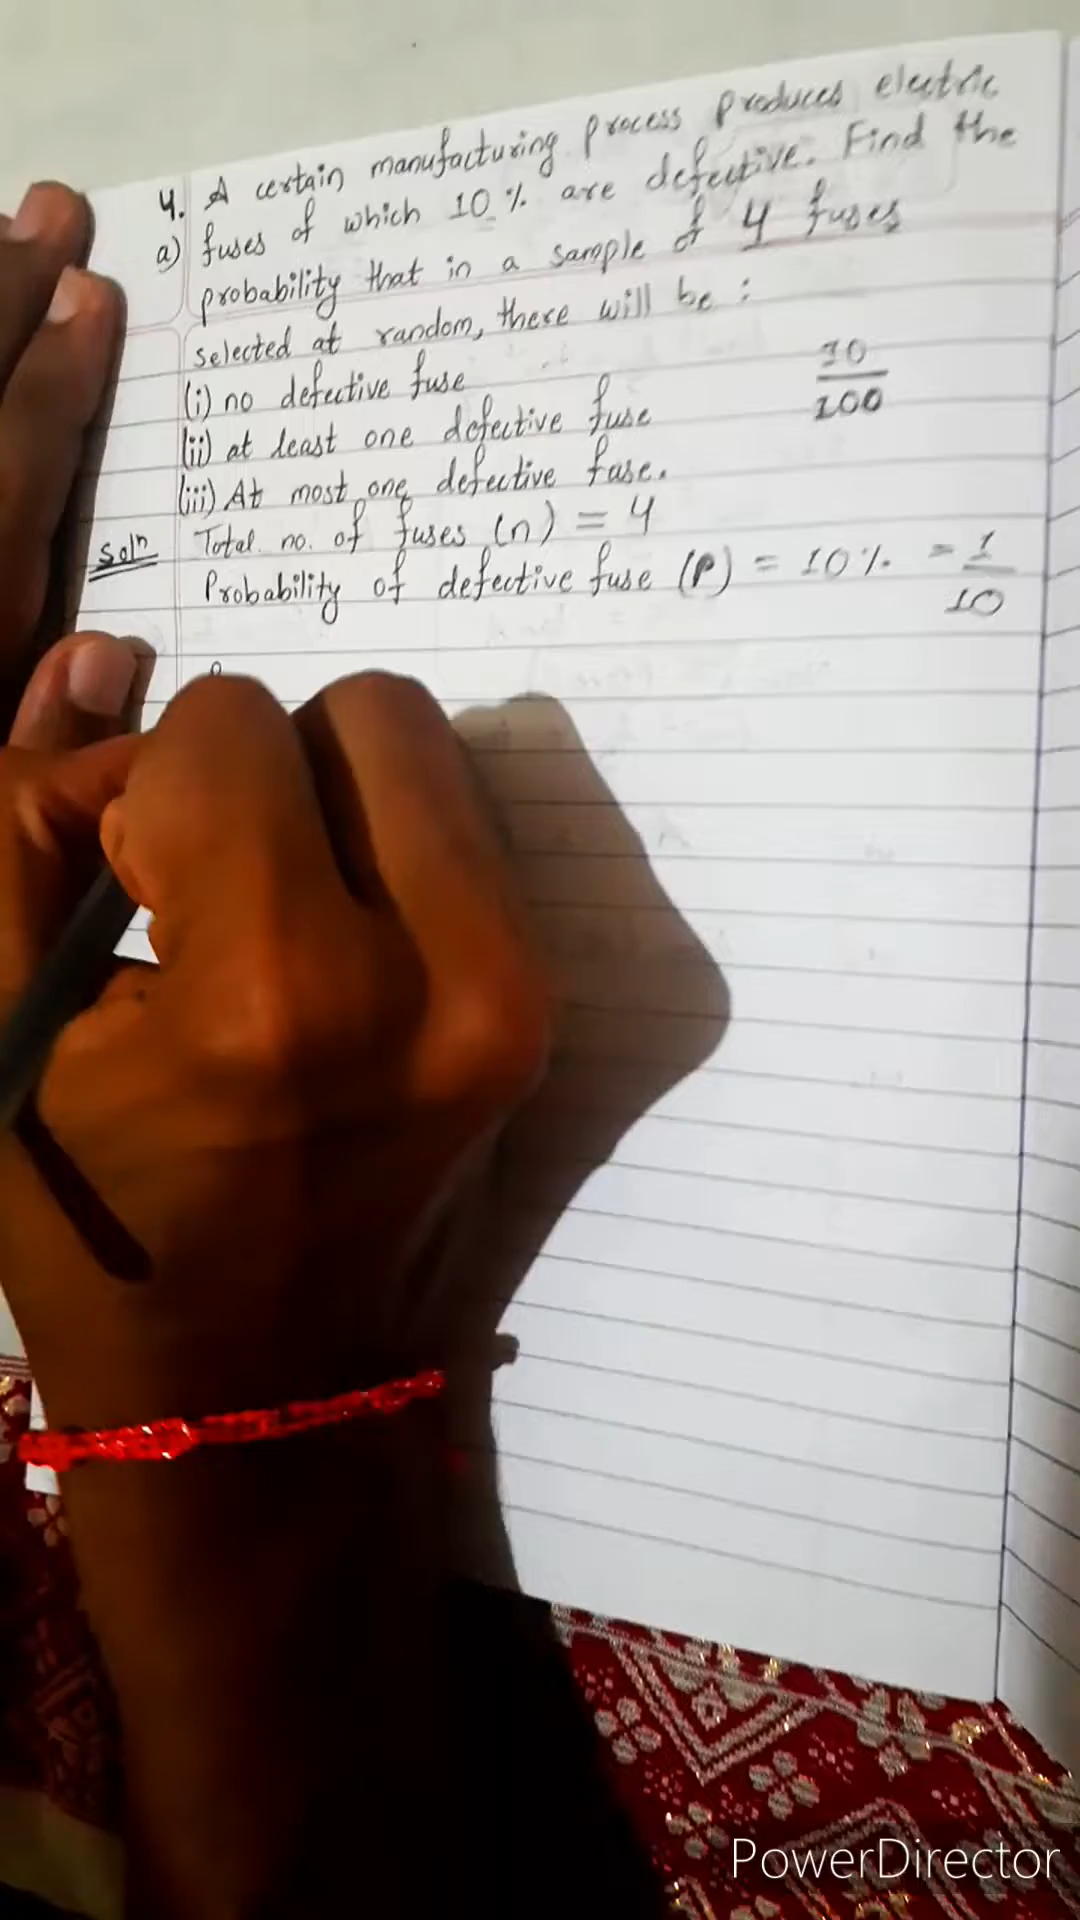 4. A certain manufacturing process produces electric
a) fuses of which 10 % are defective. Find the
probability that in a sample of 4 fuses
selected at random, there will be :
(i) no defective fuse
10
100
(ii) at least one defective fuse
(iii) At most one defective fuse.
Soln Total no. of fuses (n) = 4
Probability of defective fuse (P) = 10% = 1
10
PowerDirector